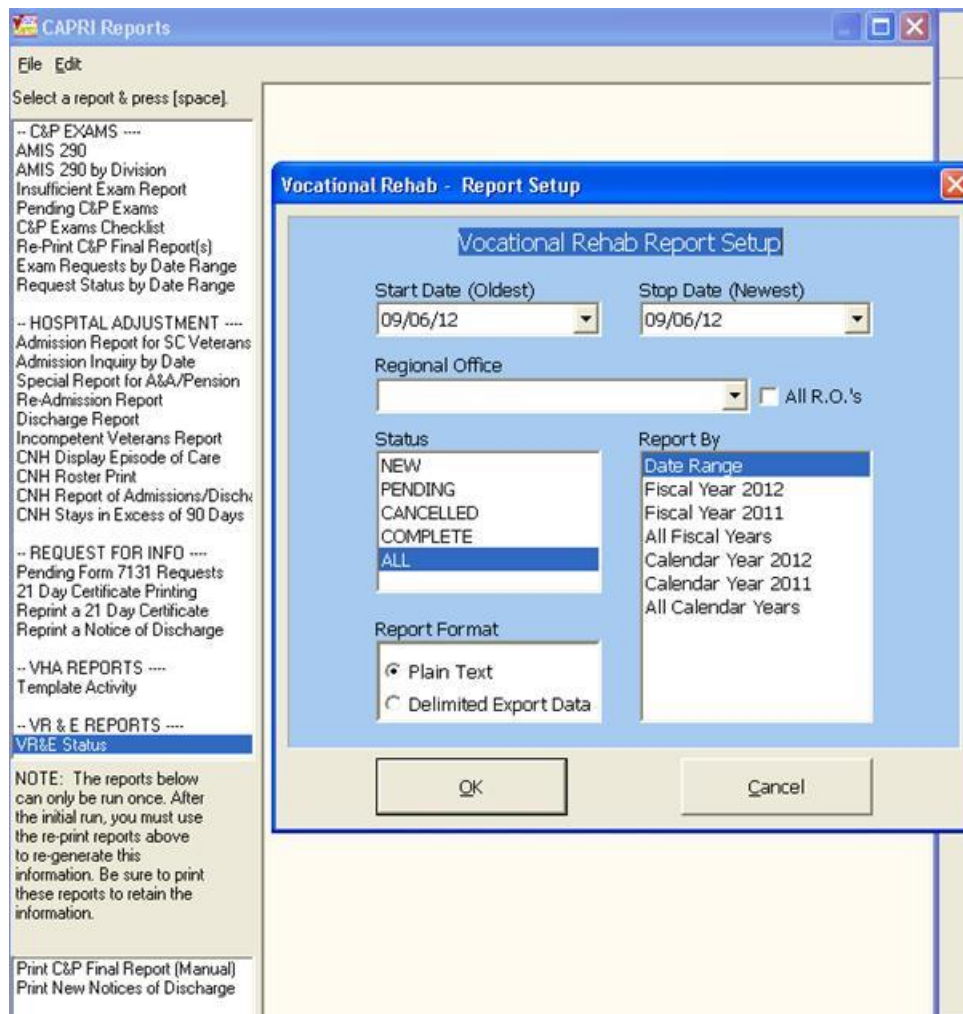 CAPRI Reports
File Edit
Select a report & press [space].
-- C&P EXAMS ----
AMIS 290
AMIS 290 by Division
Insufficient Exam Report
Pending C&P Exams
C&P Exams Checklist
Re-Print C&P Final Report(s)
Exam Requests by Date Range
Request Status by Date Range
-- HOSPITAL ADJUSTMENT ----
Admission Report for SC Veterans
Admission Inquiry by Date
Special Report for A&A/Pension
Re-Admission Report
Discharge Report
Incompetent Veterans Report
CNH Display Episode of Care
CNH Roster Print
CNH Report of Admissions/Discha
CNH Stays in Excess of 90 Days
-- REQUEST FOR INFO ----
Pending Form 7131 Requests
21 Day Certificate Printing
Reprint a 21 Day Certificate
Reprint a Notice of Discharge
-- VHA REPORTS ----
Template Activity
-- VR & E REPORTS ----
VR&E Status
NOTE: The reports below
can only be run once. After
the initial run, you must use
the re-print reports above
to re-generate this
information. Be sure to print
these reports to retain the
information.
Print C&P Final Report (Manual)
Print New Notices of Discharge
Vocational Rehab - Report Setup
Vocational Rehab Report Setup
Start Date (Oldest)
09/06/12
Stop Date (Newest)
09/06/12
Regional Office
All R.O.'s
Status
NEW
PENDING
CANCELLED
COMPLETE
ALL
Report By
Date Range
Fiscal Year 2012
Fiscal Year 2011
All Fiscal Years
Calendar Year 2012
Calendar Year 2011
All Calendar Years
Report Format
Plain Text
Delimited Export Data
OK
Cancel